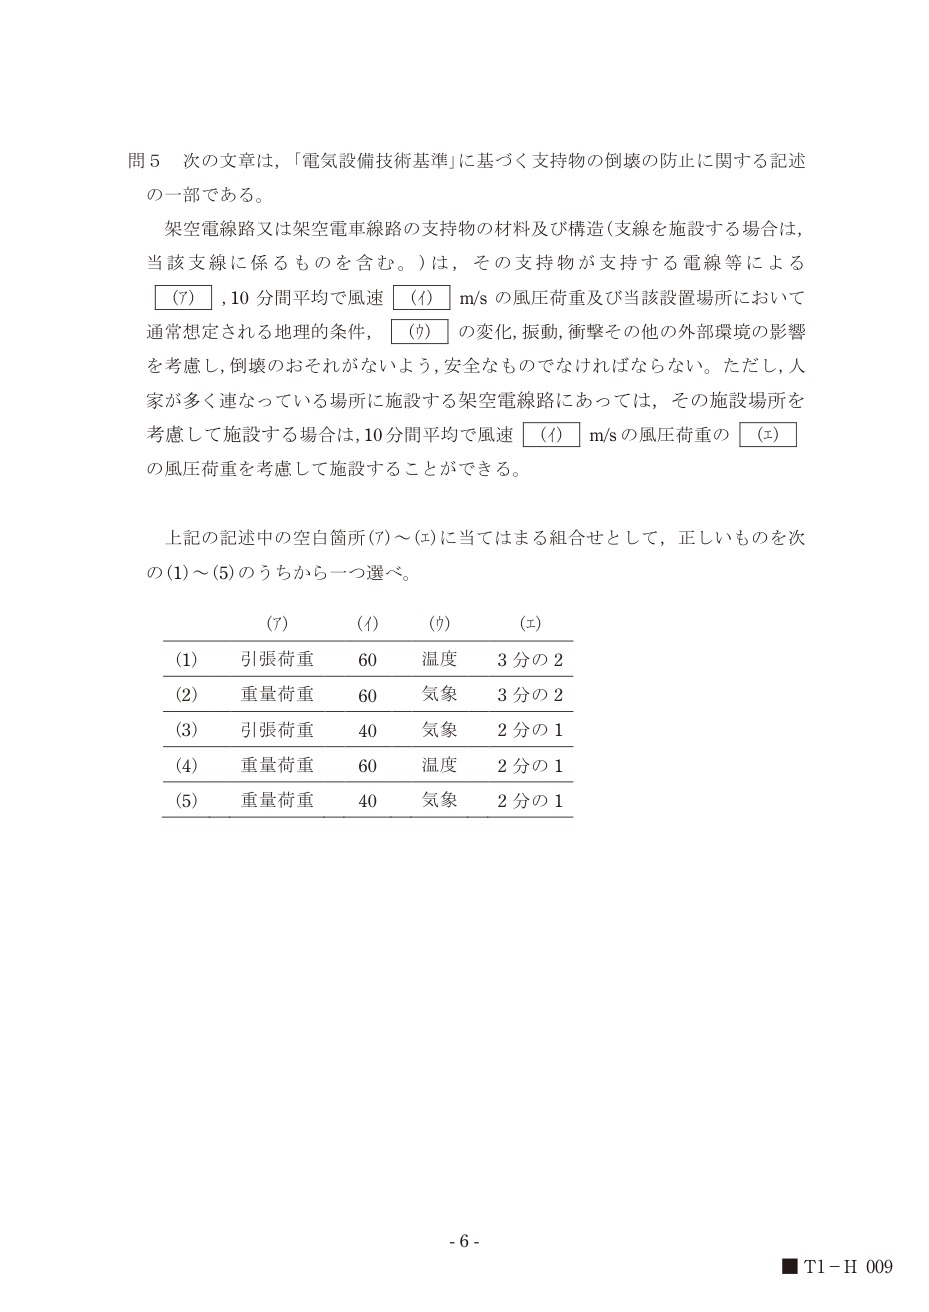 問5 次の文章は，「電気設備技術基準」に基づく支持物の倒壊の防止に関する記述
の一部である。
架空電線路又は架空電車線路の支持物の材料及び構造(支線を施設する場合は，
当該支線に係るものを含む。)は，その支持物が支持する電線等による
(ア) ，10 分間平均で風速 (イ) m/s の風圧荷重及び当該設置場所において
通常想定される地理的条件， (ウ) の変化，振動，衝撃その他の外部環境の影響
を考慮し，倒壊のおそれがないよう，安全なものでなければならない。ただし，人
家が多く連なっている場所に施設する架空電線路にあっては，その施設場所を
考慮して施設する場合は，10分間平均で風速 (イ) m/sの風圧荷重の (エ)
の風圧荷重を考慮して施設することができる。
上記の記述中の空白箇所(ア)～(エ)に当てはまる組合せとして，正しいものを次
の(1)～(5)のうちから一つ選べ。
(ア) (イ) (ウ) (エ)
(1) 引張荷重 60 温度 3分の2
(2) 重量荷重 60 気象 3分の2
(3) 引張荷重 40 気象 2分の1
(4) 重量荷重 60 温度 2分の1
(5) 重量荷重 40 気象 2分の1
- 6 -
■ T1－H 009